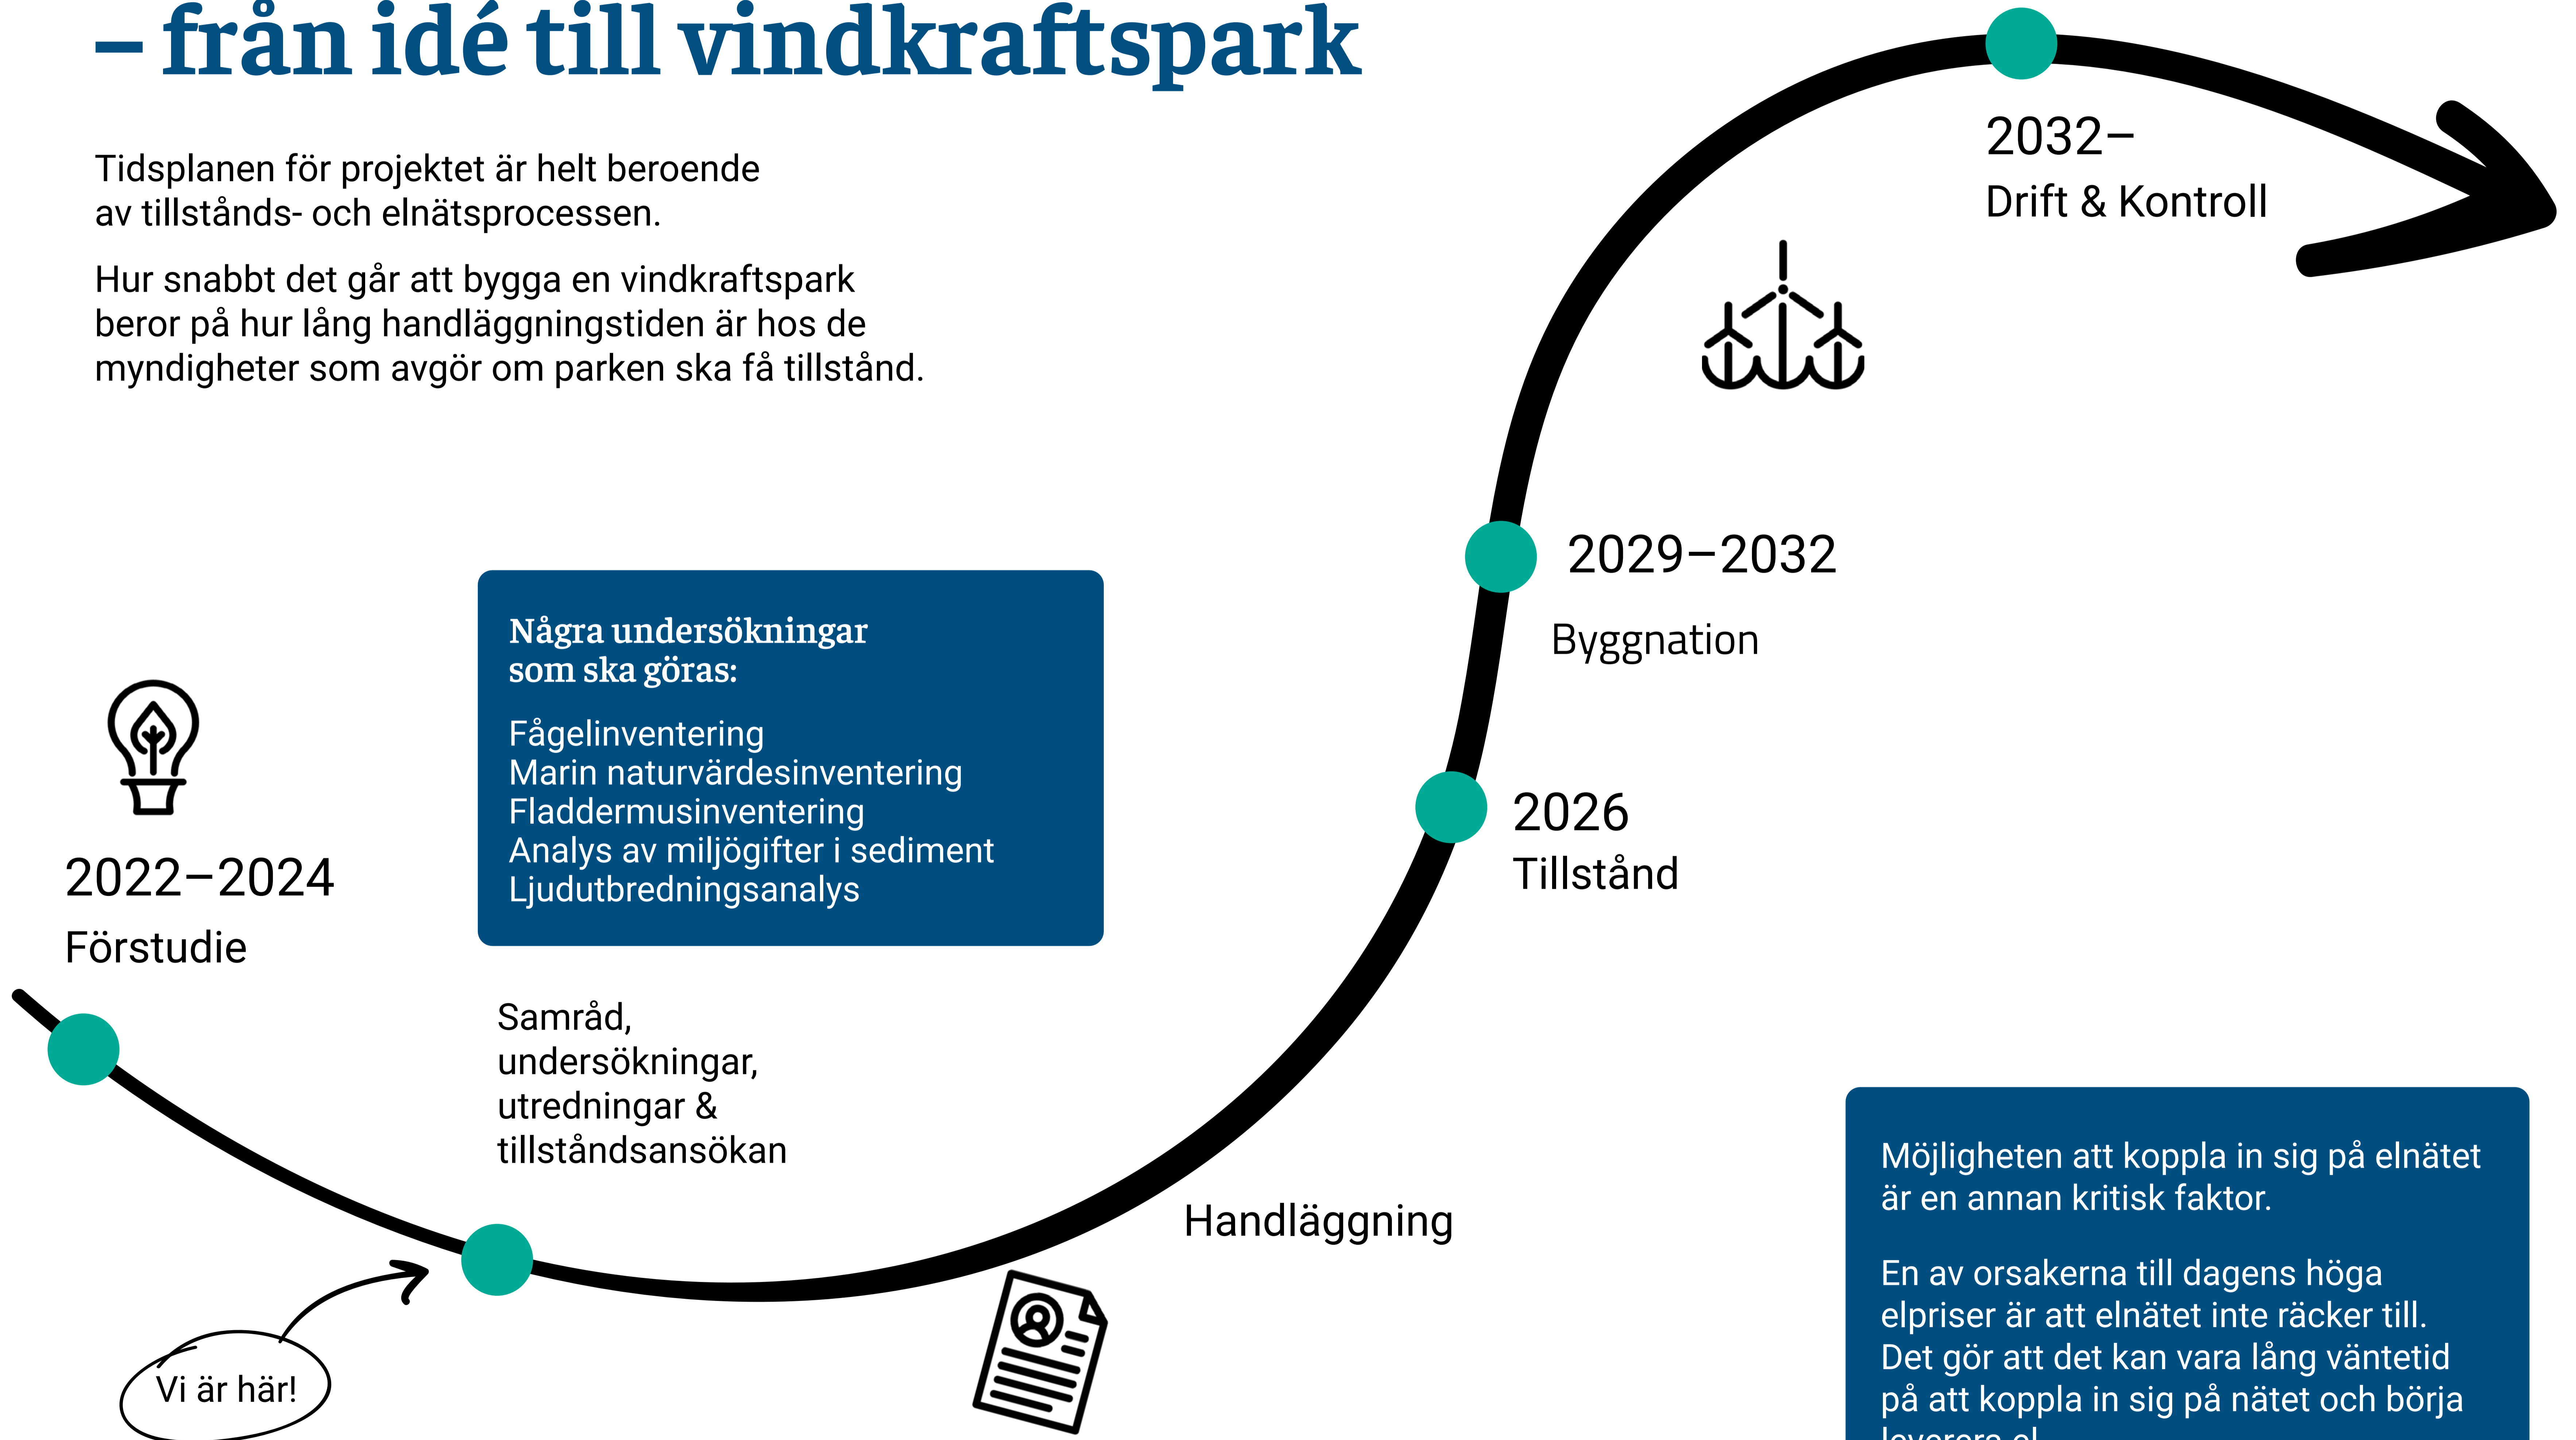 – från idé till vindkraftspark
Tidsplanen för projektet är helt beroende
av tillstånds- och elnätsprocessen.
Hur snabbt det går att bygga en vindkraftspark
beror på hur lång handläggningstiden är hos de
myndigheter som avgör om parken ska få tillstånd.
2032–
Drift & Kontroll
2029–2032
Byggnation
2026
Tillstånd
Några undersökningar
som ska göras:
Fågelinventering
Marin naturvärdesinventering
Fladdermusinventering
Analys av miljögifter i sediment
Ljudutbredningsanalys
2022–2024
Förstudie
Samråd,
undersökningar,
utredningar &
tillståndsansökan
Handläggning
Vi är här!
Möjligheten att koppla in sig på elnätet
är en annan kritisk faktor.
En av orsakerna till dagens höga
elpriser är att elnätet inte räcker till.
Det gör att det kan vara lång väntetid
på att koppla in sig på nätet och börja
leverera el